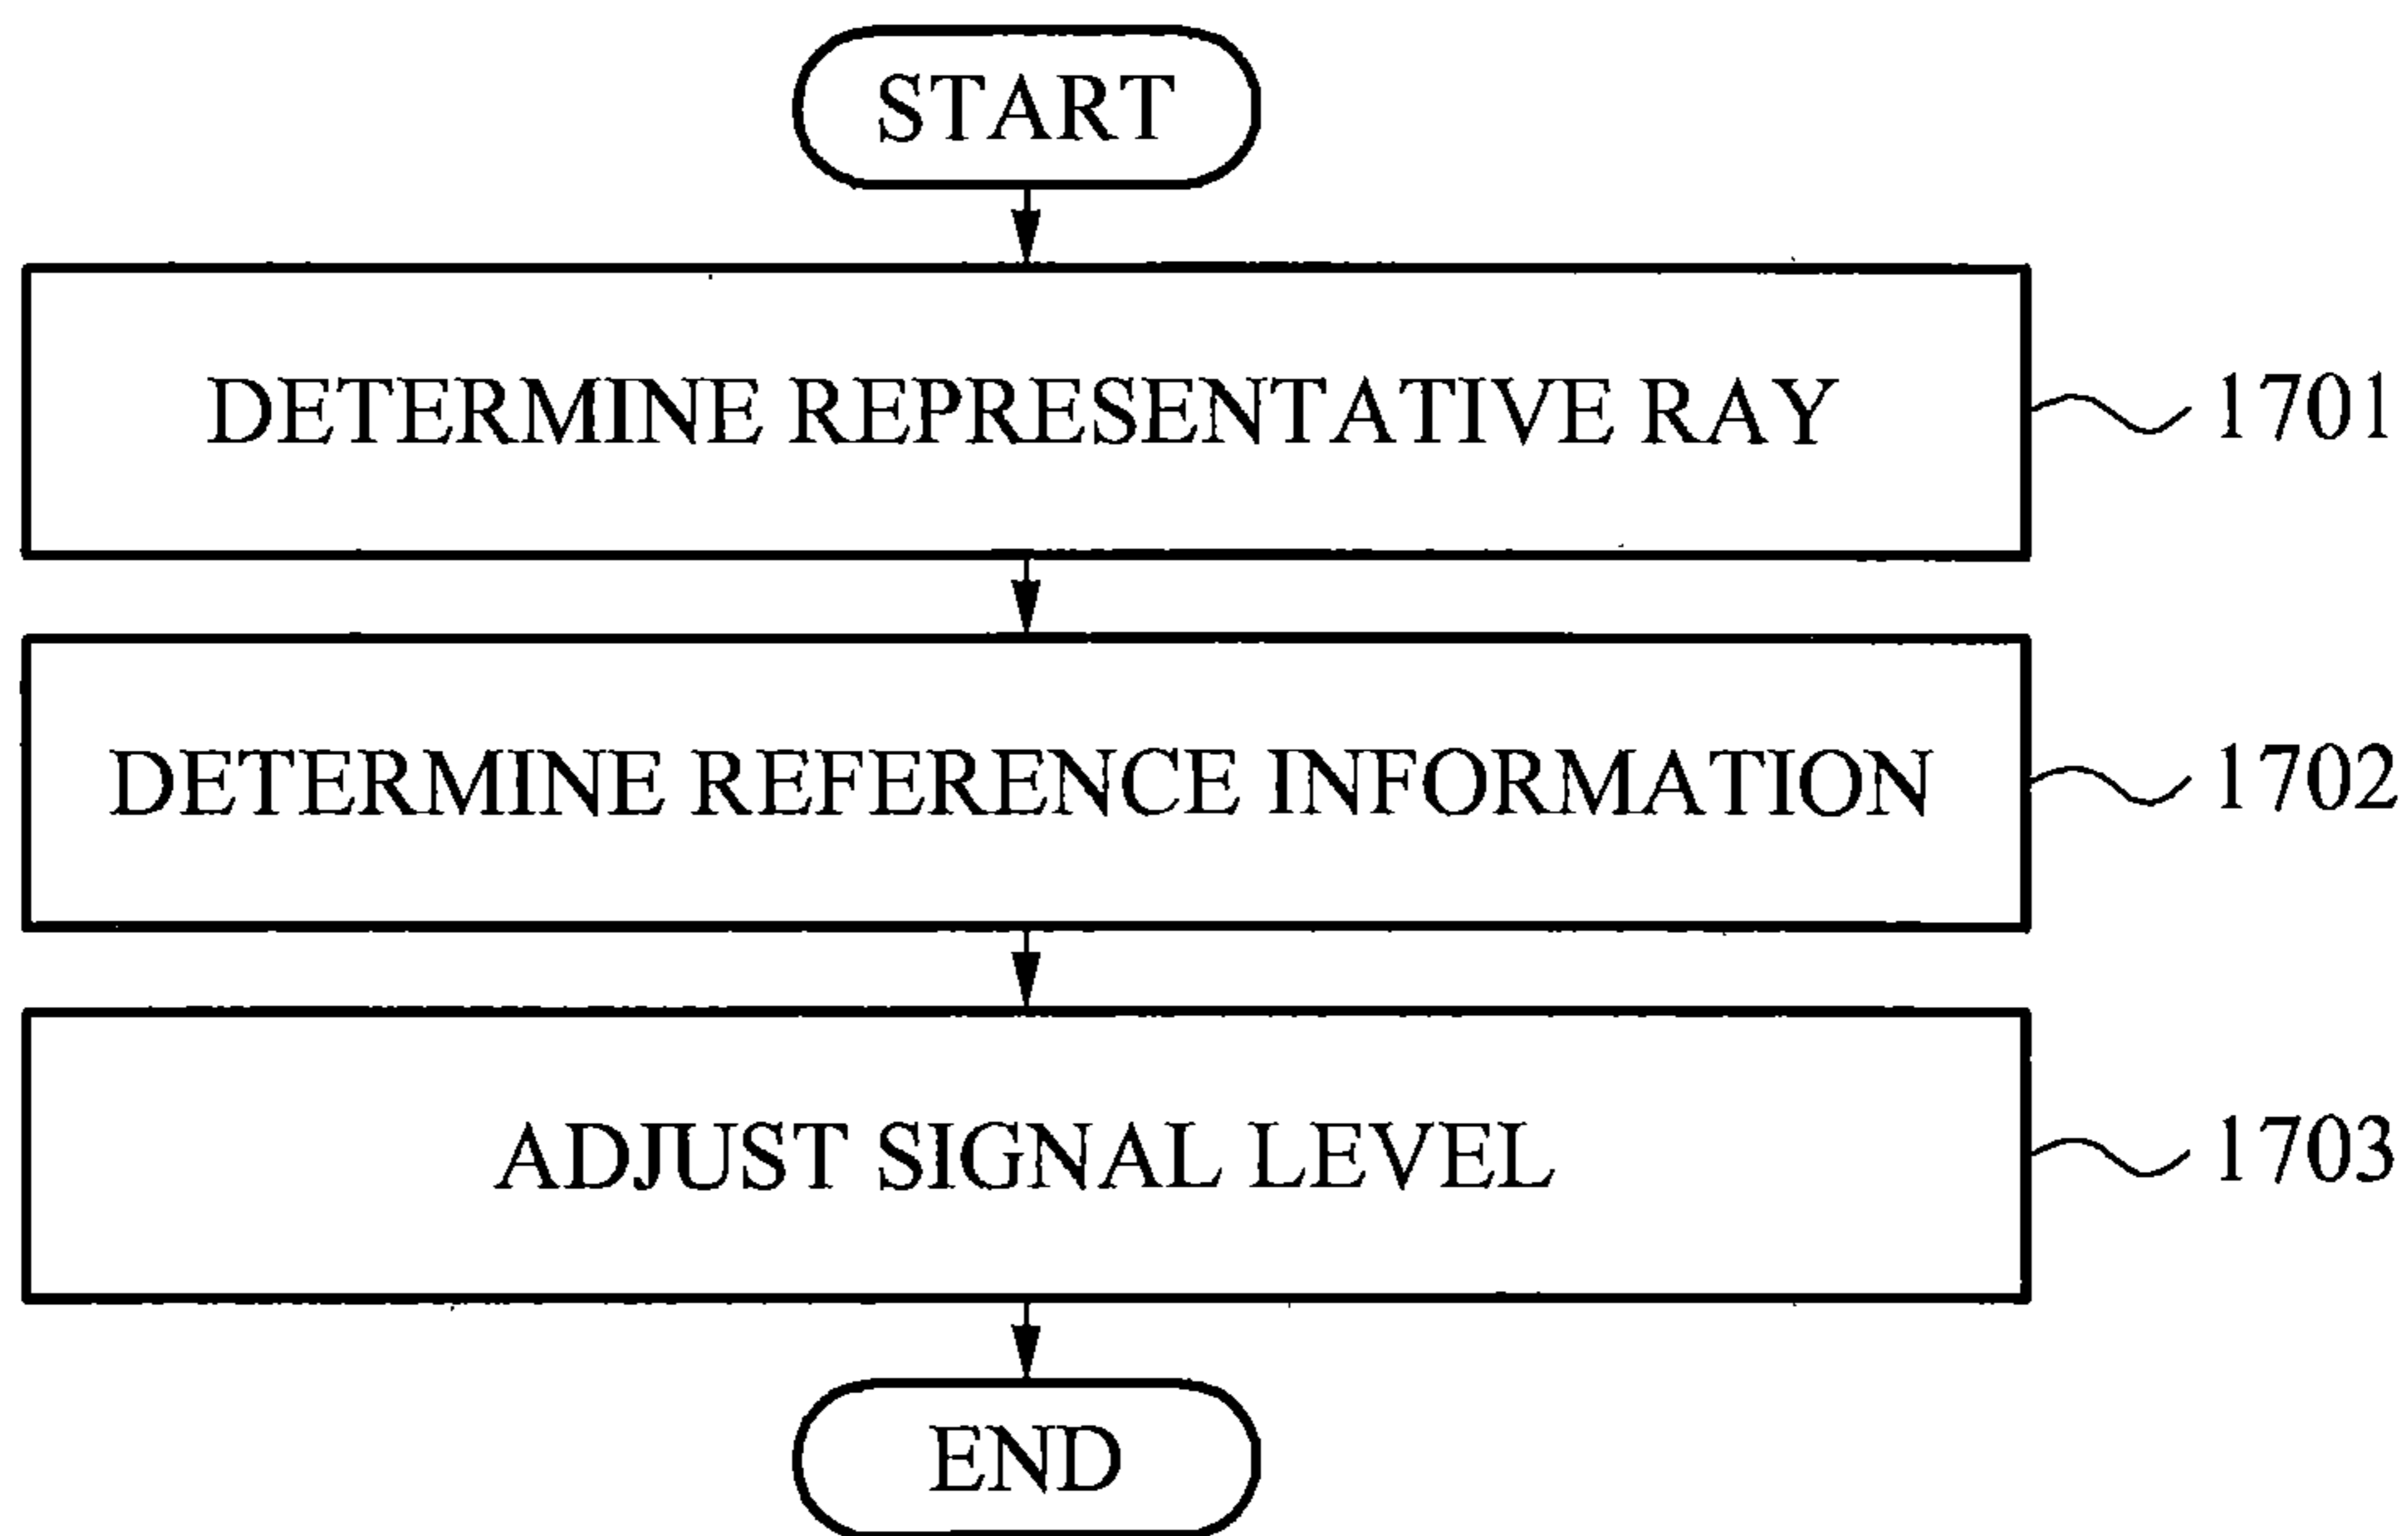 START
DETERMINE REPRESENTATIVE RAY
1701
DETERMINE REFERENCE INFORMATION
1702
ADJUST SIGNAL LEVEL
1703
END